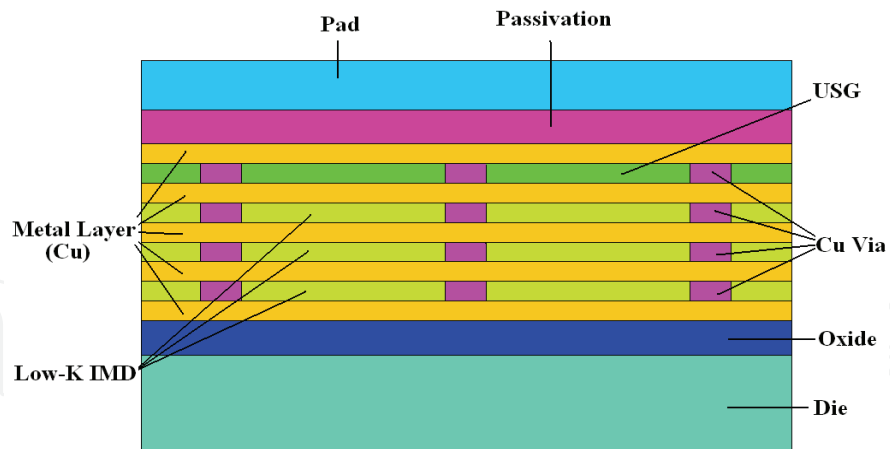 Pad
Passivation
USG
Metal Layer
(Cu)
Cu Via
Oxide
Low-K IMD
Die